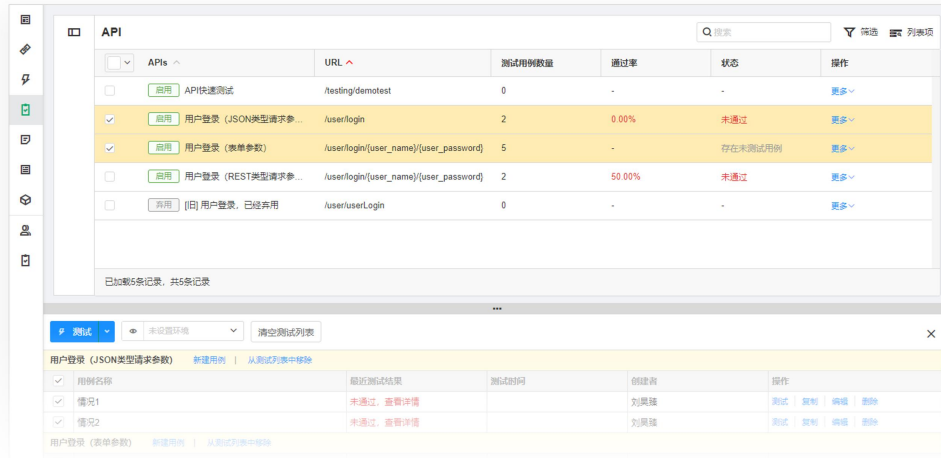 API 搜索 筛选 列表项
APIs URL 测试用例数量 通过率 状态 操作
启用 API快速测试 /testing/demotest 0 - - 更多
启用 用户登录（JSON类型请求参... /user/login 2 0.00% 未通过 更多
启用 用户登录（表单参数） /user/login/{user_name}/{user_password} 5 - 存在未测试用例 更多
启用 用户登录（REST类型请求参... /user/login/{user_name}/{user_password} 2 50.00% 未通过 更多
弃用 [旧] 用户登录，已经弃用 /user/userLogin 0 - - 更多
已加载5条记录，共5条记录
测试 未设置环境 清空测试列表
用户登录（JSON类型请求参数） 新建用例 | 从测试列表中移除
用例名称 最近测试结果 测试时间 创建者 操作
情况1 未通过，查看详情 刘昊臻 测试 | 复制 | 编辑 | 删除
情况2 未通过，查看详情 刘昊臻 测试 | 复制 | 编辑 | 删除
用户登录（表单参数） 新建用例 | 从测试列表中移除